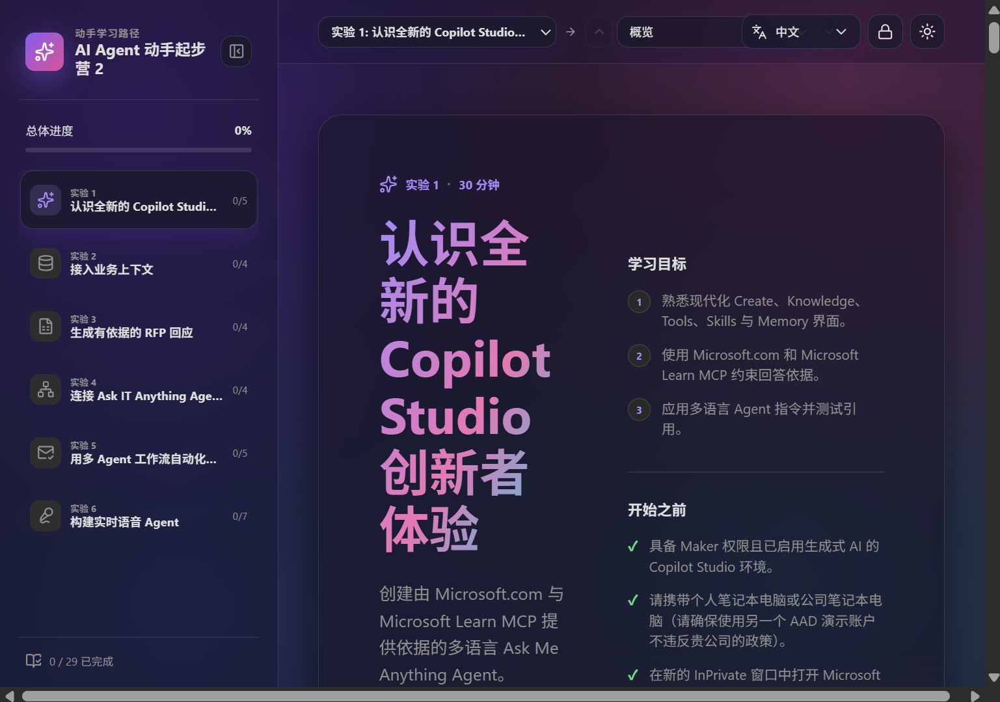 动手学习路径
AI Agent 动手起步
营 2
总体进度
0%
实验 1
认识全新的 Copilot Studi...
0/5
实验 2
接入业务上下文
0/4
实验 3
生成有依据的 RFP 回应
0/4
实验 4
连接 Ask IT Anything Age...
0/4
实验 5
用多 Agent 工作流自动化...
0/5
实验 6
构建实时语音 Agent
0/7
0 / 29 已完成
实验 1: 认识全新的 Copilot Studio...
概览
中文
实验 1 · 30 分钟
认识全
新的
Copilot
Studio
创新者
体验
创建由 Microsoft.com 与
Microsoft Learn MCP 提
供依据的多语言 Ask Me
Anything Agent。
学习目标
1 熟悉现代化 Create、Knowledge、
Tools、Skills 与 Memory 界面。
2 使用 Microsoft.com 和 Microsoft
Learn MCP 约束回答依据。
3 应用多语言 Agent 指令并测试引
用。
开始之前
具备 Maker 权限且已启用生成式 AI 的
Copilot Studio 环境。
请携带个人笔记本电脑或公司笔记本电
脑（请确保使用另一个 AAD 演示账户
不违反贵公司的政策）。
在新的 InPrivate 窗口中打开 Microsoft